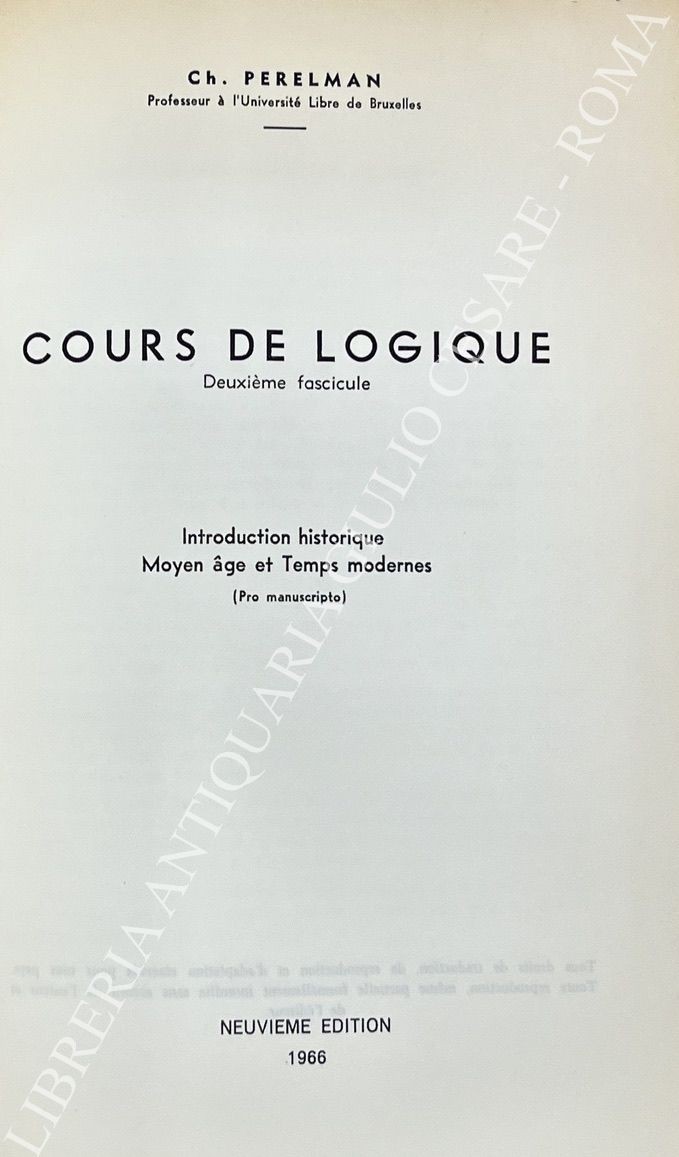 Ch. PERELMAN
Professeur à l'Université Libre de Bruxelles
COURS DE LOGIQUE
Deuxième fascicule
Introduction historique
Moyen âge et Temps modernes
(Pro manuscripto)
NEUVIEME EDITION
1966
LIBRERIA ANTIQUARIA GIULIO CESARE - ROMA